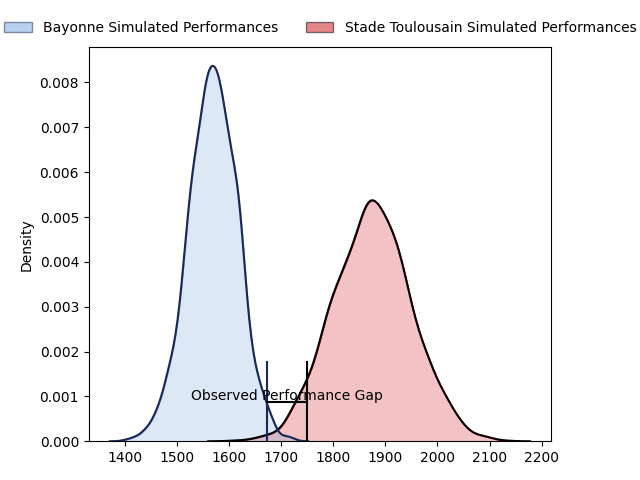 Bayonne Simulated Performances
Stade Toulousain Simulated Performances
Density
0.008
0.007
0.006
0.005
0.004
0.003
0.002
0.001
0.000
Observed Performance Gap
1400 1500 1600 1700 1800 1900 2000 2100 2200